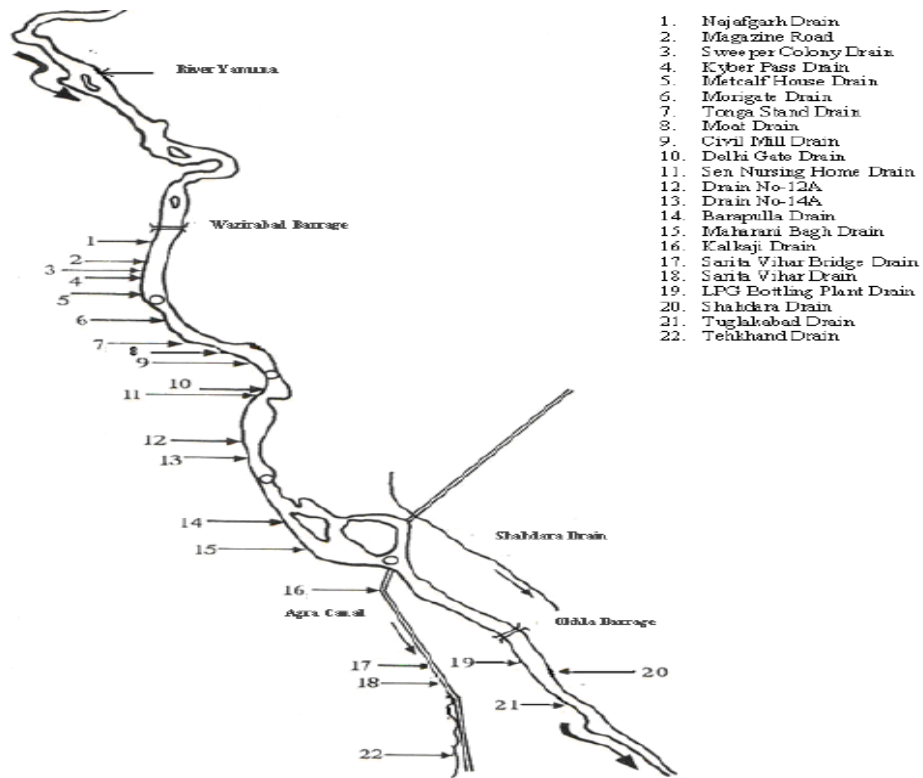 1. Najafgarh Drain
2. Magazine Road
3. Sweeper Colony Drain
4. Kyber Pass Drain
5. Metcalf House Drain
6. Morigate Drain
7. Tonga Stand Drain
8. Moat Drain
9. Civil Mill Drain
10. Delhi Gate Drain
11. Sen Nursing Home Drain
12. Drain No-12A
13. Drain No-14A
14. Barapulla Drain
15. Maharani Bagh Drain
16. Kalkaji Drain
17. Sarita Vihar Bridge Drain
18. Sarita Vihar Drain
19. LPG Bottling Plant Drain
20. Shahdara Drain
21. Tuglakabad Drain
22. Tehkhand Drain
River Yamuna
Wazirabad Barrage
1
2
3
4
5
6
7
8
9
10
11
12
13
14
Shahdara Drain
15
16
Agra Canal
Okhla Barrage
17
19
20
18
21
22